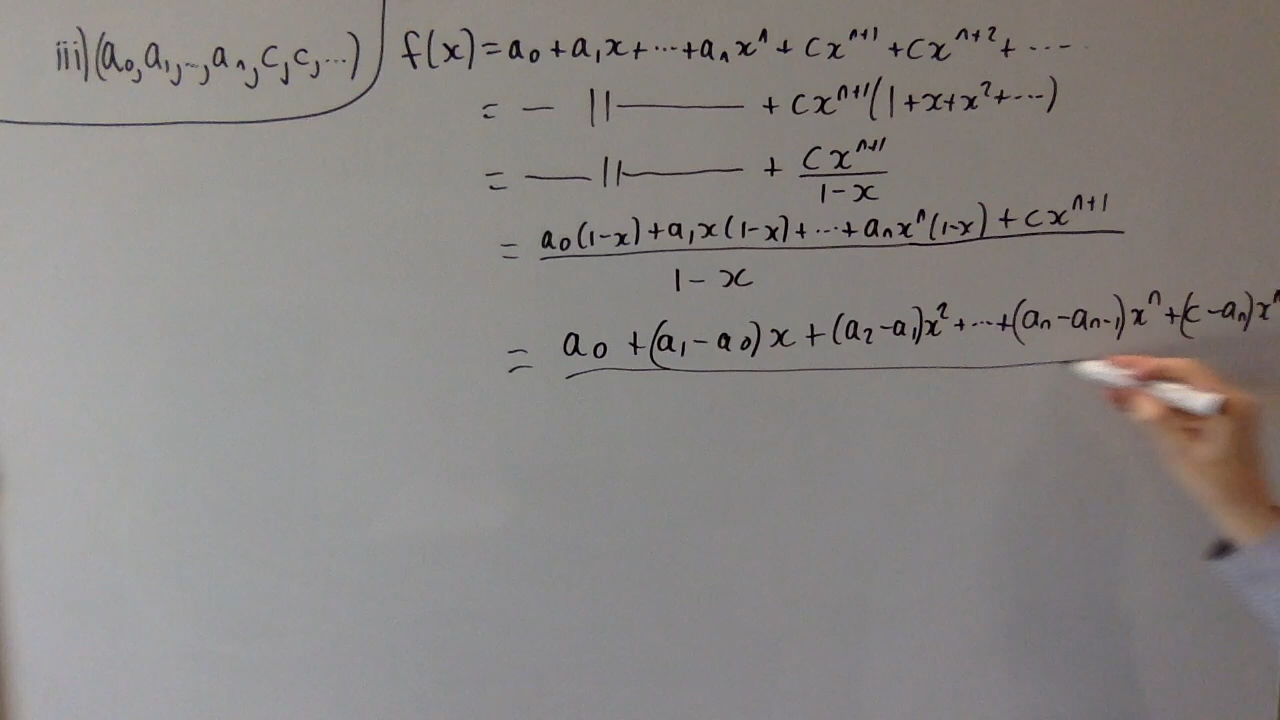 iii) (a₀, a₁, ..., aₙ, c, c, ...)
f(x) = a₀ + a₁x + ... + aₙxⁿ + cxⁿ⁺¹ + cxⁿ⁺² + ...
= — || — + cxⁿ⁺¹(1 + x + x² + ...)
= — || — + cxⁿ⁺¹ / 1 - x
= a₀(1-x) + a₁x(1-x) + ... + aₙxⁿ(1-x) + cxⁿ⁺¹
1 - x
= a₀ + (a₁ - a₀)x + (a₂ - a₁)x² + ... + (aₙ - aₙ₋₁)xⁿ + (c - aₙ)xⁿ